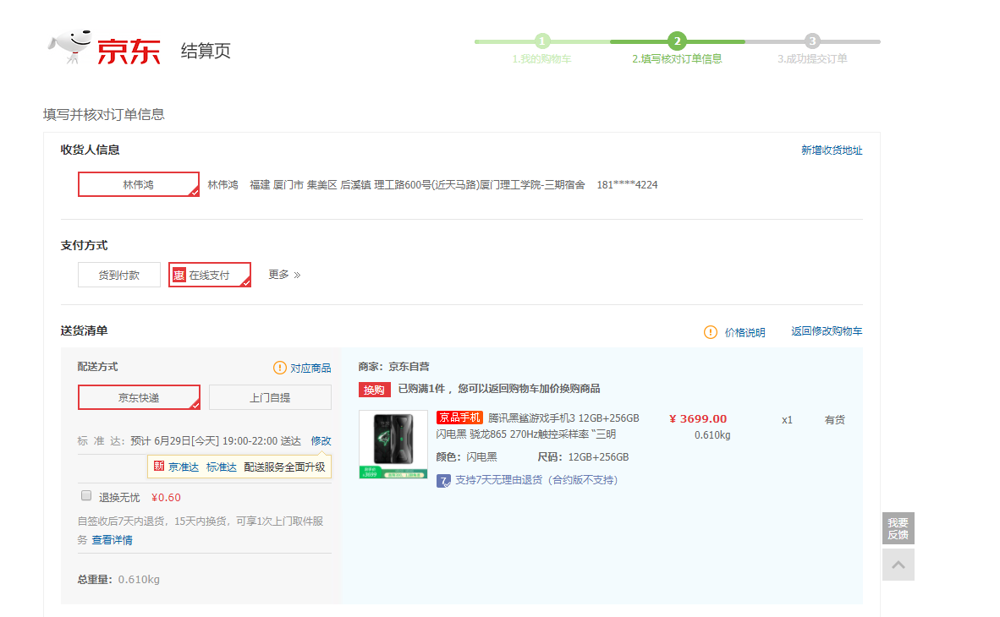 京东 结算页
1 2 3
1.我的购物车 2.填写核对订单信息 3.成功提交订单
填写并核对订单信息
收货人信息 新增收货地址
林伟鸿 林伟鸿 福建 厦门市 集美区 后溪镇 理工路600号(近天马路)厦门理工学院-三期宿舍 181****4224
支付方式
货到付款 惠 在线支付 更多 »
送货清单 价格说明 返回修改购物车
配送方式 对应商品
京东快递 上门自提
标 准 达: 预计 6月29日[今天] 19:00-22:00 送达 修改
新 京准达 标准达 配送服务全面升级
退换无忧 ¥0.60
自签收后7天内退货，15天内换货，可享1次上门取件服
务 查看详情
总重量: 0.610kg
商家: 京东自营
换购 已购满1件 ，您可以返回购物车加价换购商品
京品手机 腾讯黑鲨游戏手机3 12GB+256GB ¥ 3699.00 x1 有货
闪电黑 骁龙865 270Hz触控采样率 “三明 0.610kg
颜色: 闪电黑 尺码: 12GB+256GB
7 支持7天无理由退货（合约版不支持）
我要
反馈